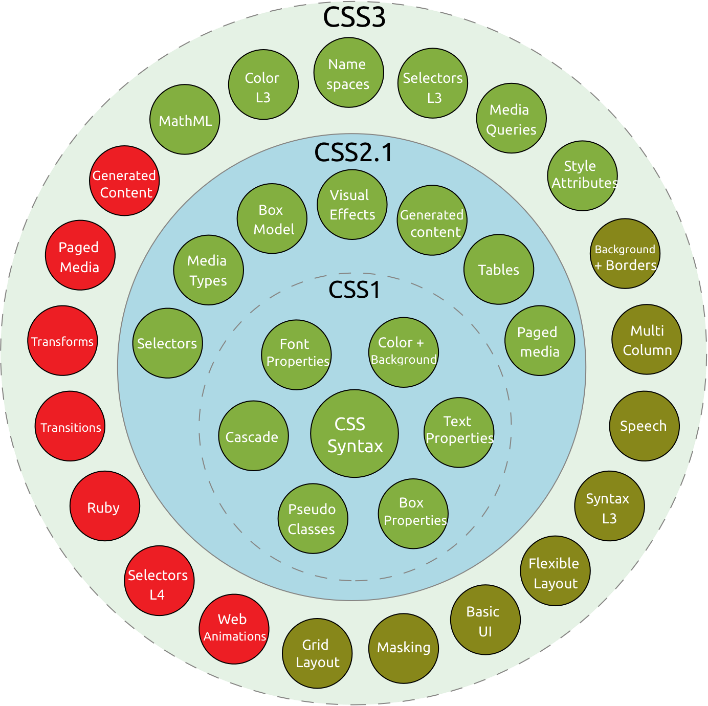 CSS3
Name
spaces
Selectors
L3
Media
Queries
Style
Attributes
Background
+ Borders
Multi
Column
Speech
Syntax
L3
Flexible
Layout
Basic
UI
Masking
Grid
Layout
Web
Animations
Selectors
L4
Ruby
Transitions
Transforms
Paged
Media
Generated
Content
MathML
Color
L3
CSS2.1
Selectors
Media
Types
Box
Model
Visual
Effects
Generated
content
Tables
Paged
media
CSS1
Font
Properties
Color +
Background
Cascade
CSS
Syntax
Text
Properties
Pseudo
Classes
Box
Properties